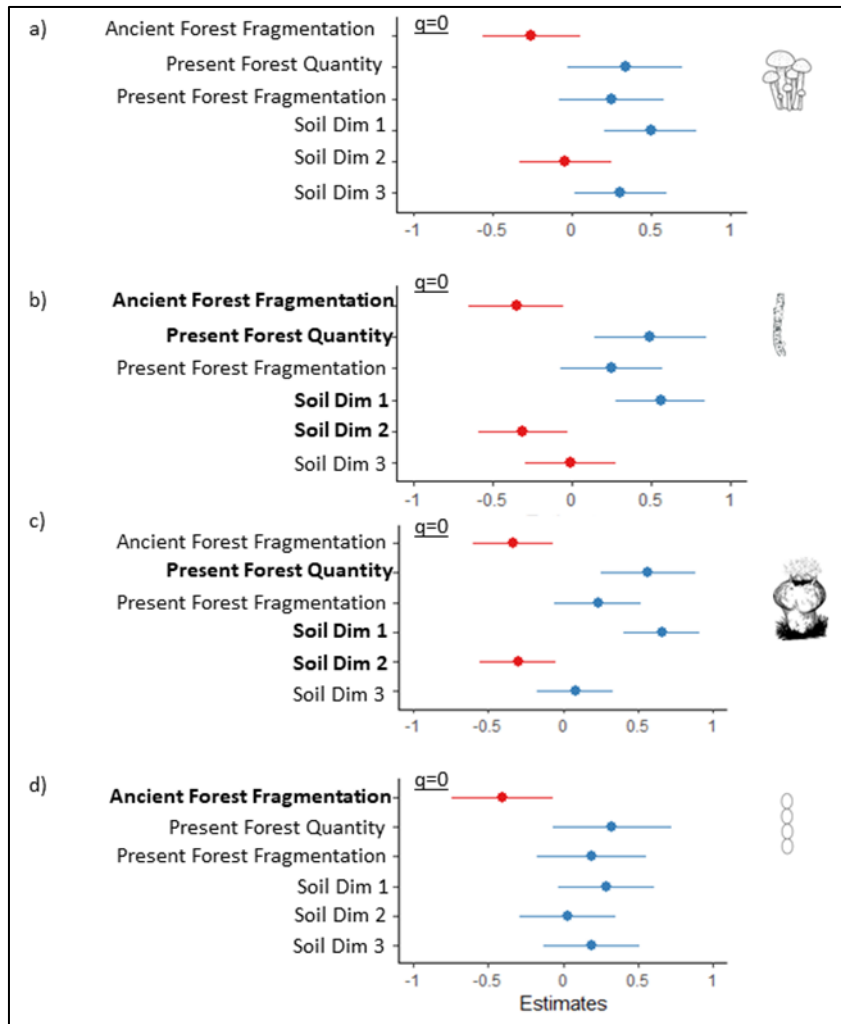 a)
q=0
Ancient Forest Fragmentation
Present Forest Quantity
Present Forest Fragmentation
Soil Dim 1
Soil Dim 2
Soil Dim 3
-1 -0.5 0 0.5 1
b)
q=0
Ancient Forest Fragmentation
Present Forest Quantity
Present Forest Fragmentation
Soil Dim 1
Soil Dim 2
Soil Dim 3
-1 -0.5 0 0.5 1
c)
q=0
Ancient Forest Fragmentation
Present Forest Quantity
Present Forest Fragmentation
Soil Dim 1
Soil Dim 2
Soil Dim 3
-1 -0.5 0 0.5 1
d)
q=0
Ancient Forest Fragmentation
Present Forest Quantity
Present Forest Fragmentation
Soil Dim 1
Soil Dim 2
Soil Dim 3
-1 -0.5 0 0.5 1
Estimates